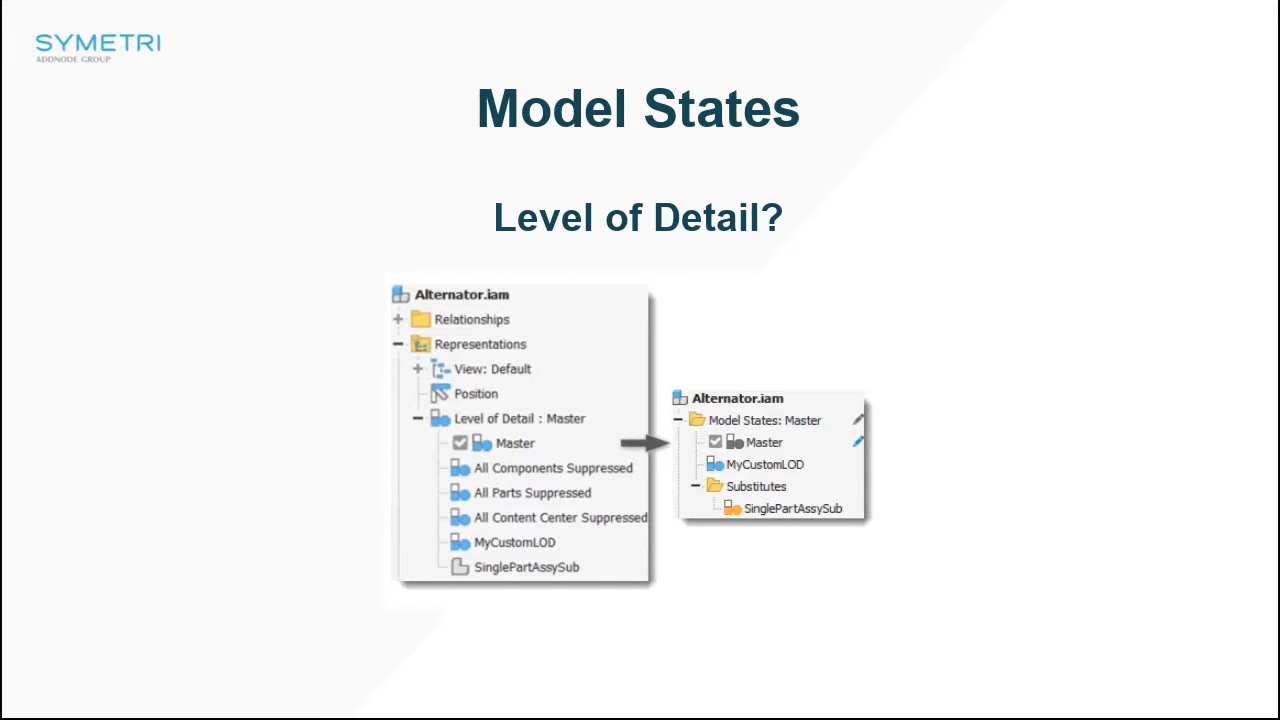 SYMETRI
ADDNODE GROUP
Model States
Level of Detail?
Alternator.iam
Relationships
Representations
View: Default
Position
Level of Detail : Master
Master
All Components Suppressed
All Parts Suppressed
All Content Center Suppressed
MyCustomLOD
SinglePartAssySub
Alternator.iam
Model States: Master
Master
MyCustomLOD
Substitutes
SinglePartAssySub